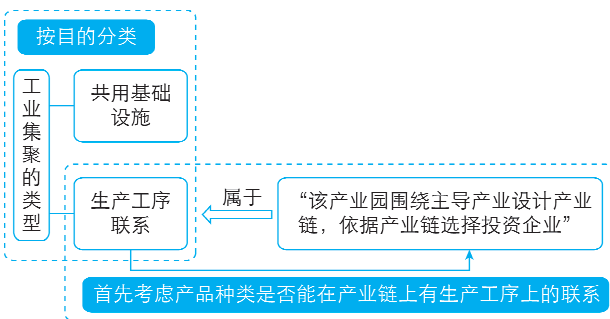 按目的分类
工业集聚的类型
共用基础
设施
生产工序
联系
属于
“该产业园围绕主导产业设计产业
链，依据产业链选择投资企业”
首先考虑产品种类是否能在产业链上有生产工序上的联系